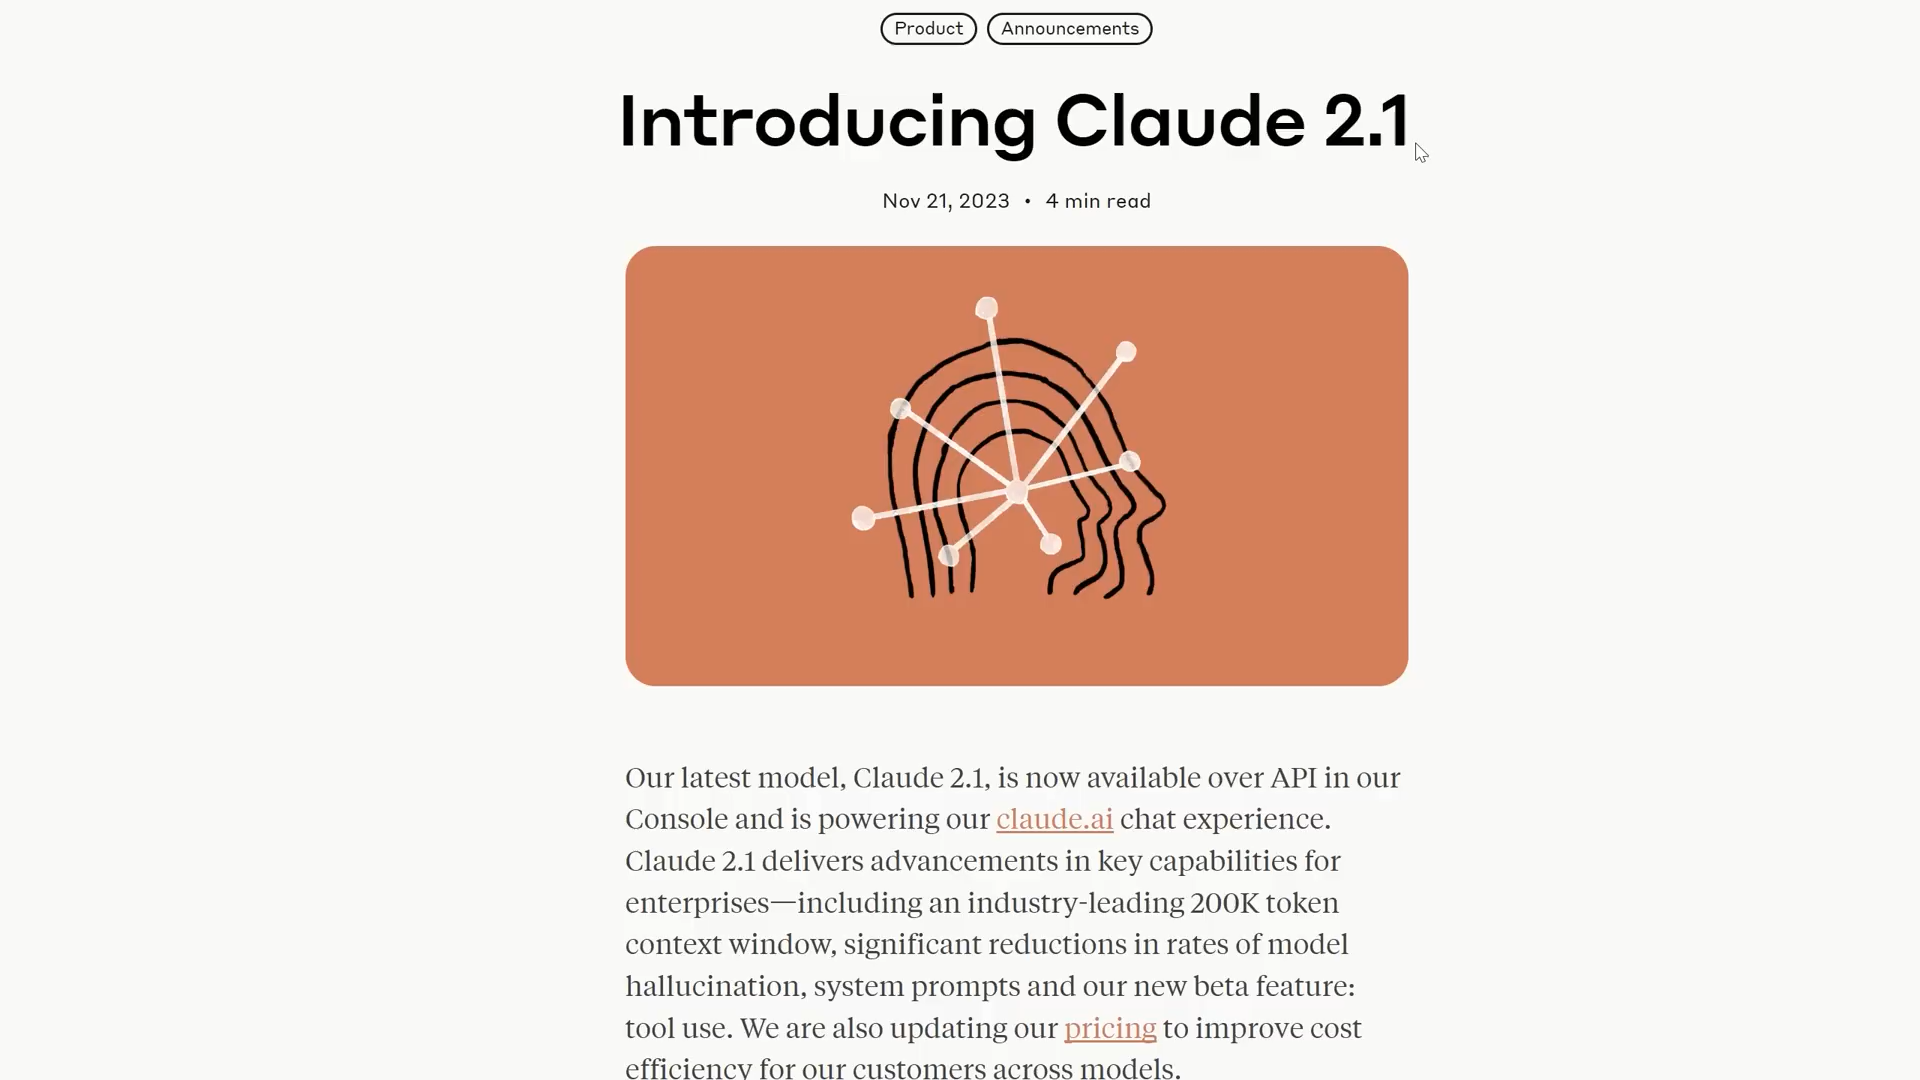 Product Announcements
Introducing Claude 2.1
Nov 21, 2023 • 4 min read
Our latest model, Claude 2.1, is now available over API in our
Console and is powering our claude.ai chat experience.
Claude 2.1 delivers advancements in key capabilities for
enterprises—including an industry-leading 200K token
context window, significant reductions in rates of model
hallucination, system prompts and our new beta feature:
tool use. We are also updating our pricing to improve cost
efficiency for our customers across models.